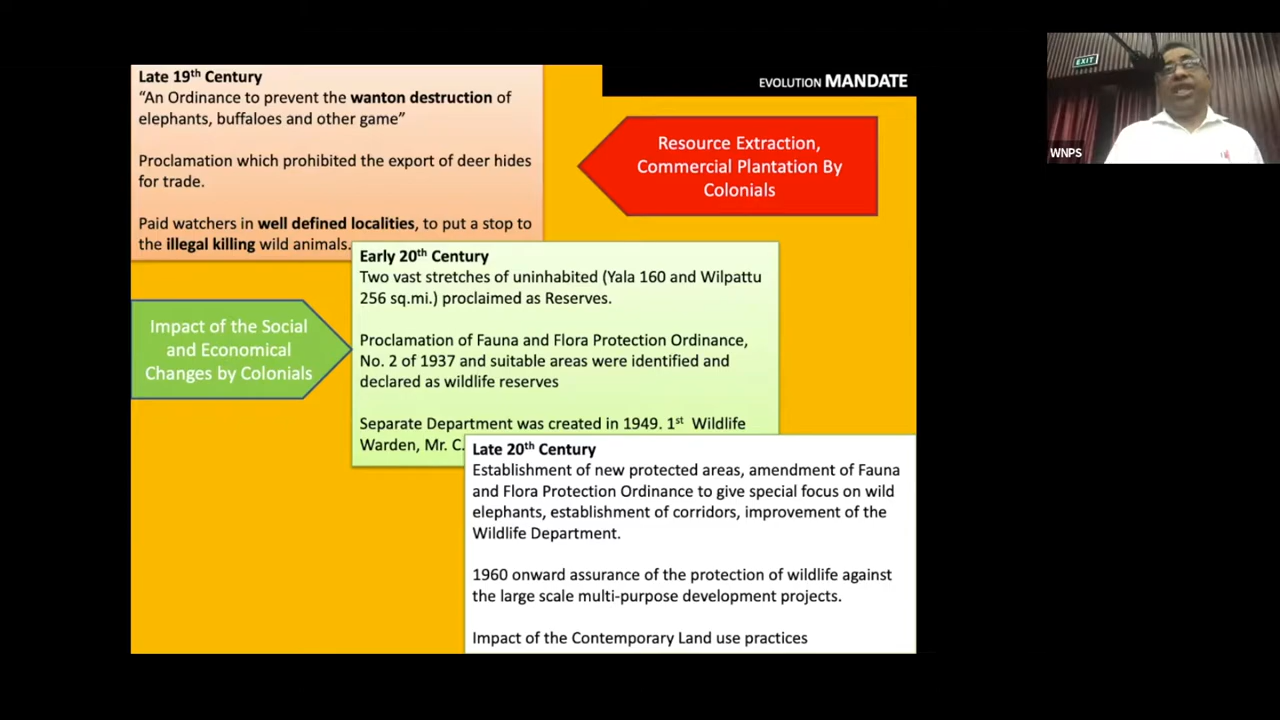 Late 19th Century
“An Ordinance to prevent the wanton destruction of
elephants, buffaloes and other game”
Proclamation which prohibited the export of deer hides
for trade.
Paid watchers in well defined localities, to put a stop to
the illegal killing wild animals.
EVOLUTION MANDATE
Resource Extraction,
Commercial Plantation By
Colonials
EXIT
WNPS
Impact of the Social
and Economical
Changes by Colonials
Early 20th Century
Two vast stretches of uninhabited (Yala 160 and Wilpattu
256 sq.mi.) proclaimed as Reserves.
Proclamation of Fauna and Flora Protection Ordinance,
No. 2 of 1937 and suitable areas were identified and
declared as wildlife reserves
Separate Department was created in 1949. 1st Wildlife
Warden, Mr. C.
Late 20th Century
Establishment of new protected areas, amendment of Fauna
and Flora Protection Ordinance to give special focus on wild
elephants, establishment of corridors, improvement of the
Wildlife Department.
1960 onward assurance of the protection of wildlife against
the large scale multi-purpose development projects.
Impact of the Contemporary Land use practices